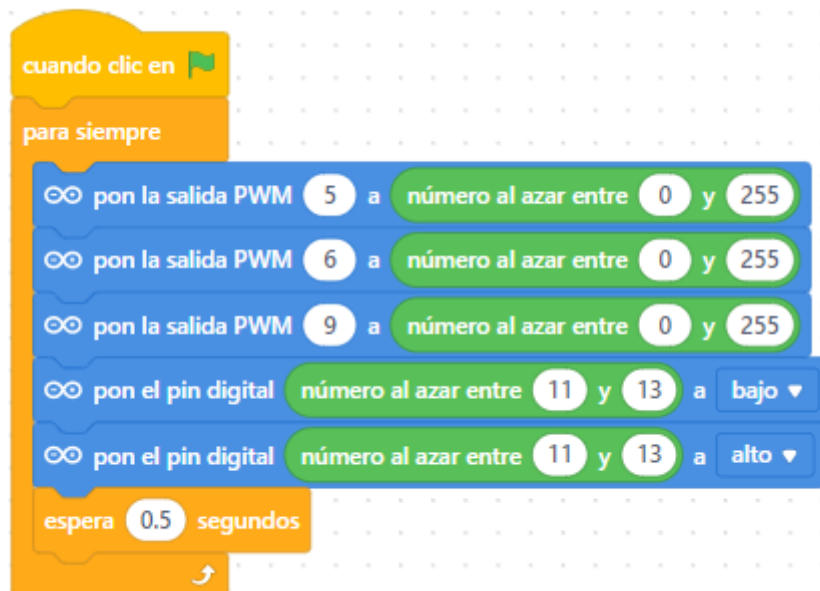 cuando clic en
para siempre
pon la salida PWM 5 a número al azar entre 0 y 255
pon la salida PWM 6 a número al azar entre 0 y 255
pon la salida PWM 9 a número al azar entre 0 y 255
pon el pin digital número al azar entre 11 y 13 a bajo
pon el pin digital número al azar entre 11 y 13 a alto
espera 0.5 segundos